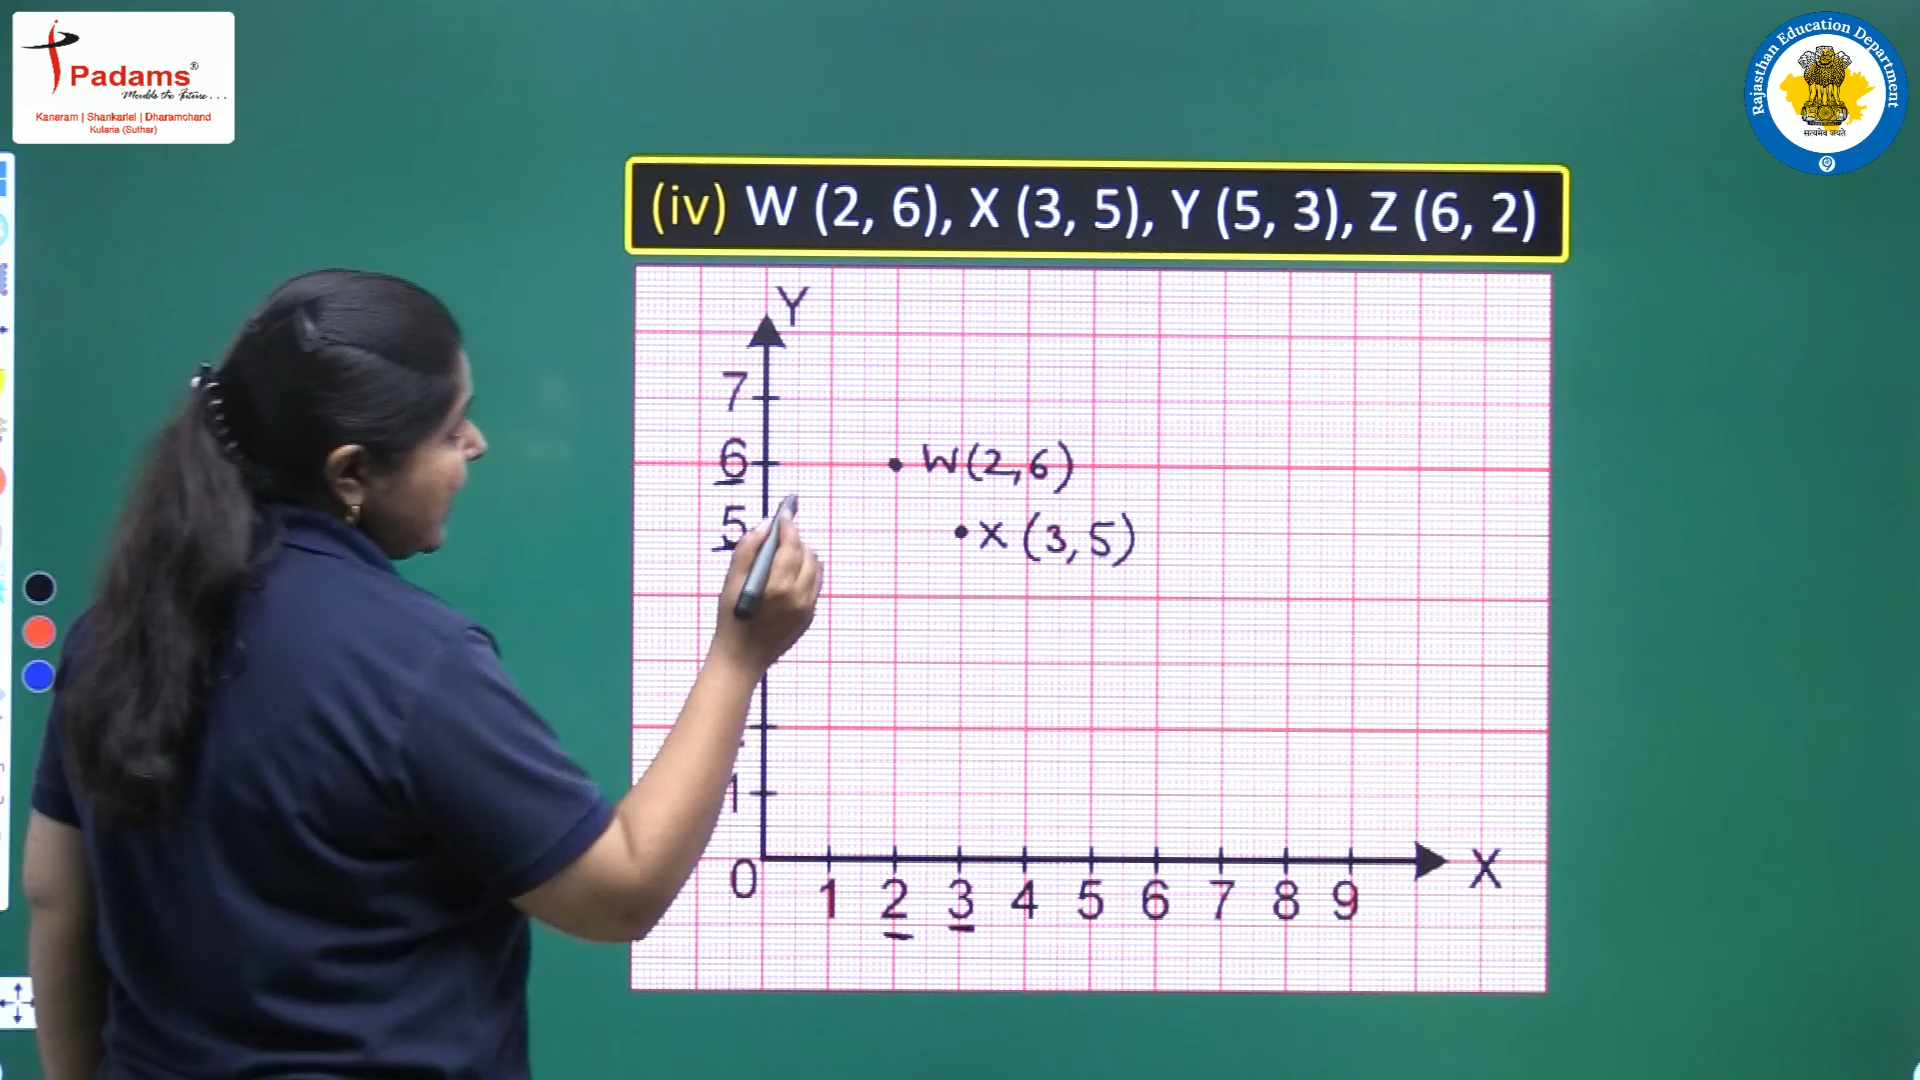 Padams®
Moulds the Future...
Kanaram | Shankarlal | Dharamchand
Kularia (Suthar)
Rajasthan Education Department
सत्यमेव जयते
(iv) W (2, 6), X (3, 5), Y (5, 3), Z (6, 2)
Y
7
6
W(2,6)
5
X (3,5)
1
0
1 2 3 4 5 6 7 8 9
X